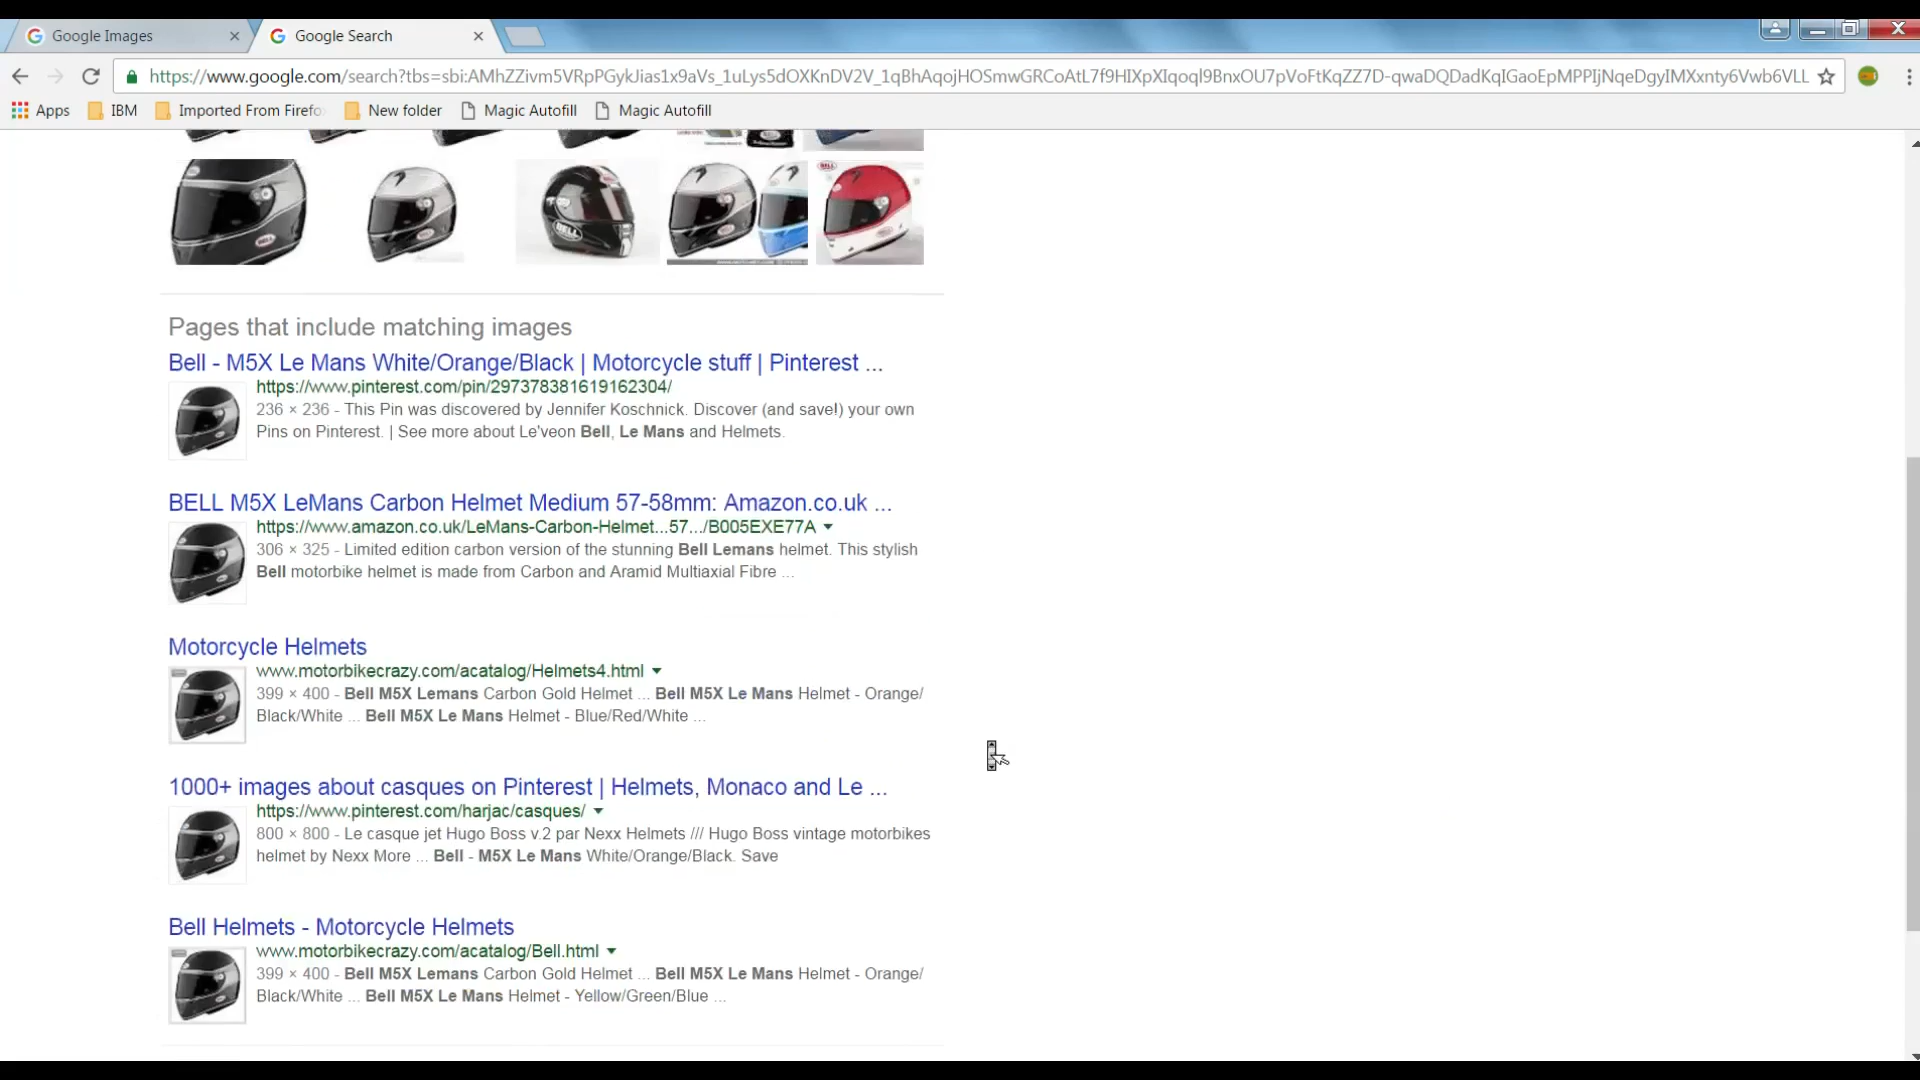 Google Images
Google Search
https://www.google.com/search?tbs=sbi:AMhZZivm5VRpPGykJias1x9aVs_1uLys5dOXKnDV2V_1qBhAqojHOSmwGRCoAtL7f9HIXpXIqoql9BnxOU7pVoFtKqZZ7D-qwaDQDadKqIGaoEpMPPIjNqeDgyIMXxnty6Vwb6VLL
Apps IBM Imported From Firefo New folder Magic Autofill Magic Autofill
BELL
Pages that include matching images
Bell - M5X Le Mans White/Orange/Black | Motorcycle stuff | Pinterest ...
https://www.pinterest.com/pin/297378381619162304/
236 × 236 - This Pin was discovered by Jennifer Koschnick. Discover (and save!) your own
Pins on Pinterest. | See more about Le'veon Bell, Le Mans and Helmets.
BELL M5X LeMans Carbon Helmet Medium 57-58mm: Amazon.co.uk ...
https://www.amazon.co.uk/LeMans-Carbon-Helmet...57.../B005EXE77A
306 × 325 - Limited edition carbon version of the stunning Bell Lemans helmet. This stylish
Bell motorbike helmet is made from Carbon and Aramid Multiaxial Fibre ...
Motorcycle Helmets
www.motorbikecrazy.com/acatalog/Helmets4.html
399 × 400 - Bell M5X Lemans Carbon Gold Helmet ... Bell M5X Le Mans Helmet - Orange/
Black/White ... Bell M5X Le Mans Helmet - Blue/Red/White ...
1000+ images about casques on Pinterest | Helmets, Monaco and Le ...
https://www.pinterest.com/harjac/casques/
800 × 800 - Le casque jet Hugo Boss v.2 par Nexx Helmets /// Hugo Boss vintage motorbikes
helmet by Nexx More ... Bell - M5X Le Mans White/Orange/Black. Save
Bell Helmets - Motorcycle Helmets
www.motorbikecrazy.com/acatalog/Bell.html
399 × 400 - Bell M5X Lemans Carbon Gold Helmet ... Bell M5X Le Mans Helmet - Orange/
Black/White ... Bell M5X Le Mans Helmet - Yellow/Green/Blue ...